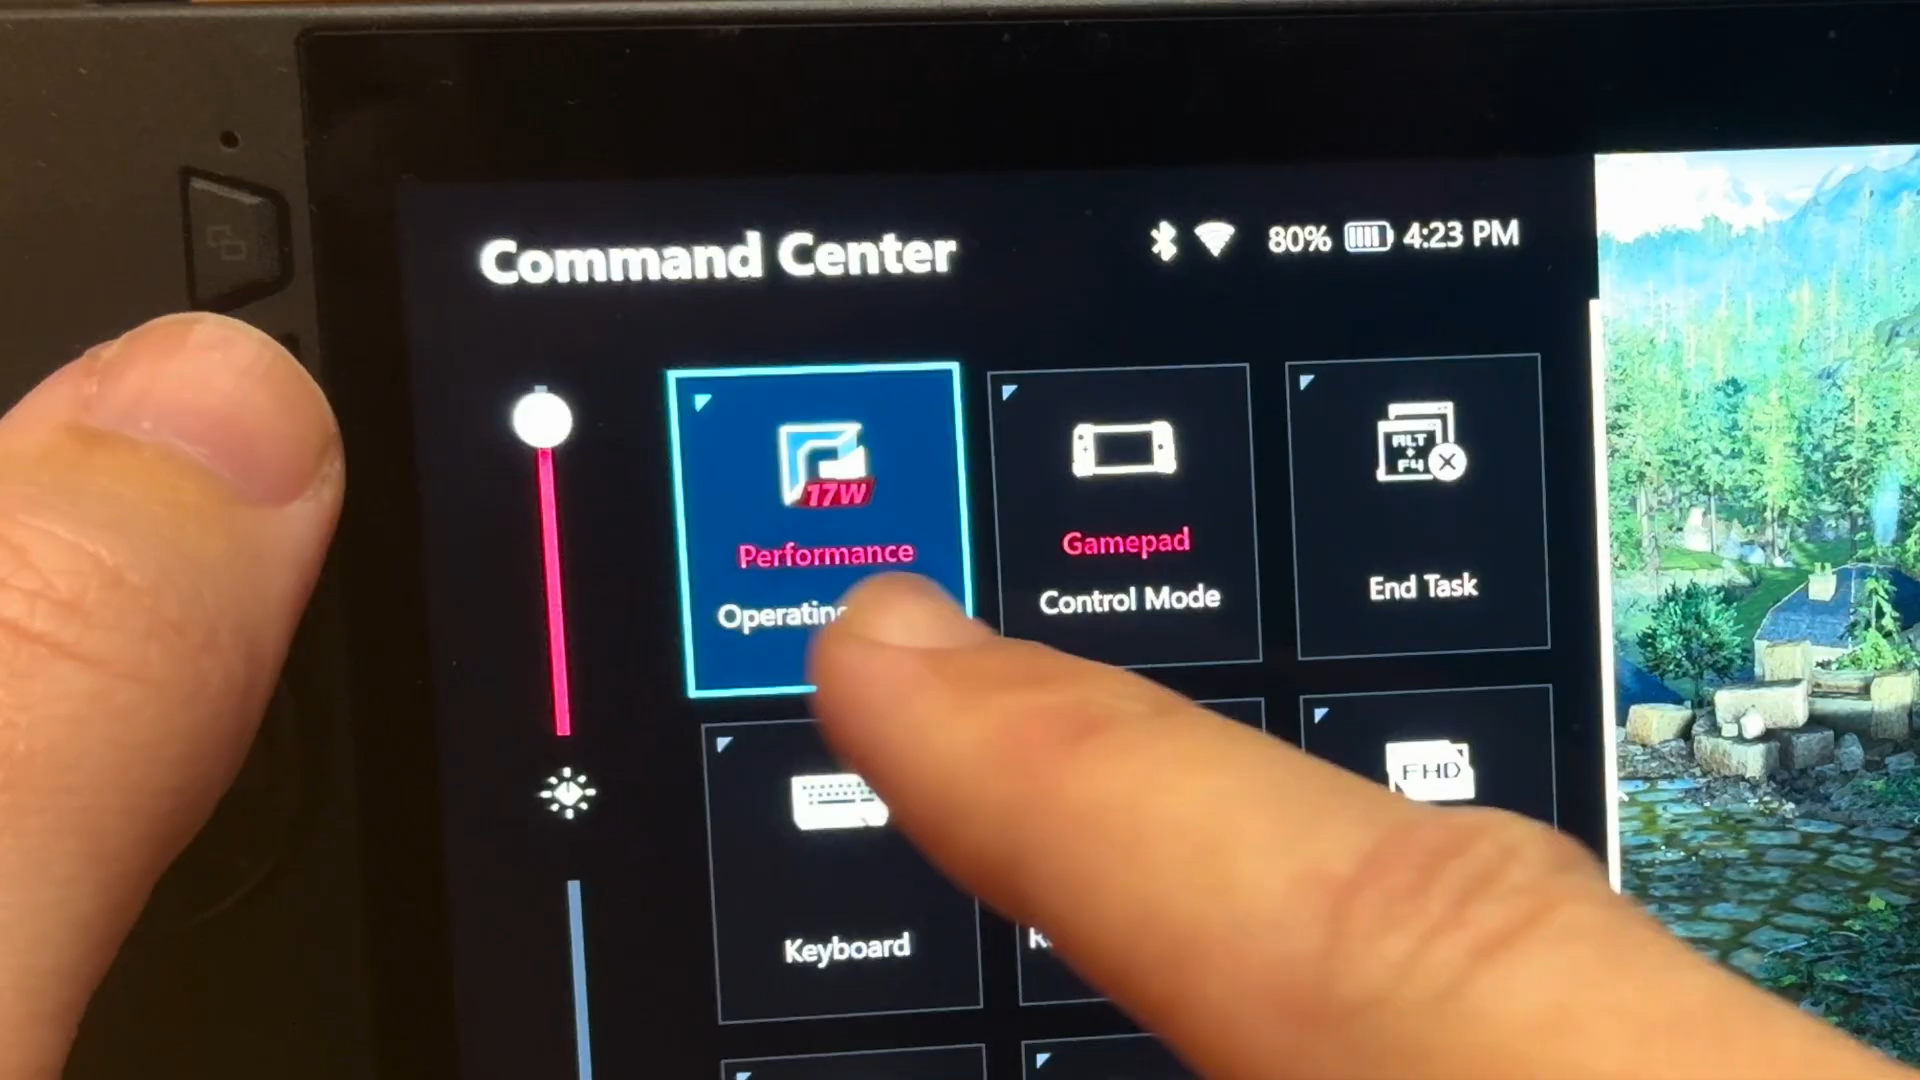 Command Center
80% 4:23 PM
17W
Performance
Gamepad
Control Mode
ALT
+
F4
End Task
Keyboard
FHD